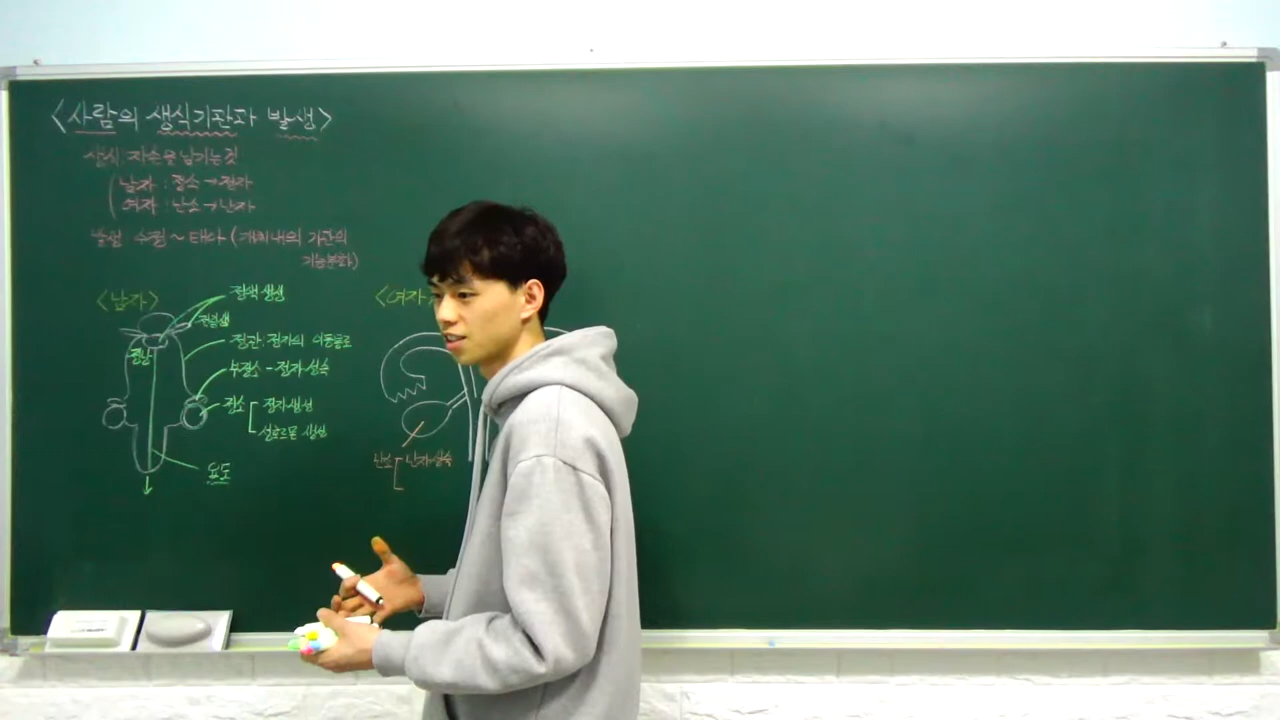 <사람의 생식기관과 발생>
생식: 자손을 남기는것
남자 : 정소 → 정자
여자 : 난소 → 난자
발생 수정 ~ 태아 (개체내의 기관의
기능분화)
<남자>
정액 생성
전립샘
정낭
정관: 정자의 이동통로
부정소 - 정자 성숙
정소
정자 생성
성호르몬 생성
요도
<여자
난소
난자 성숙